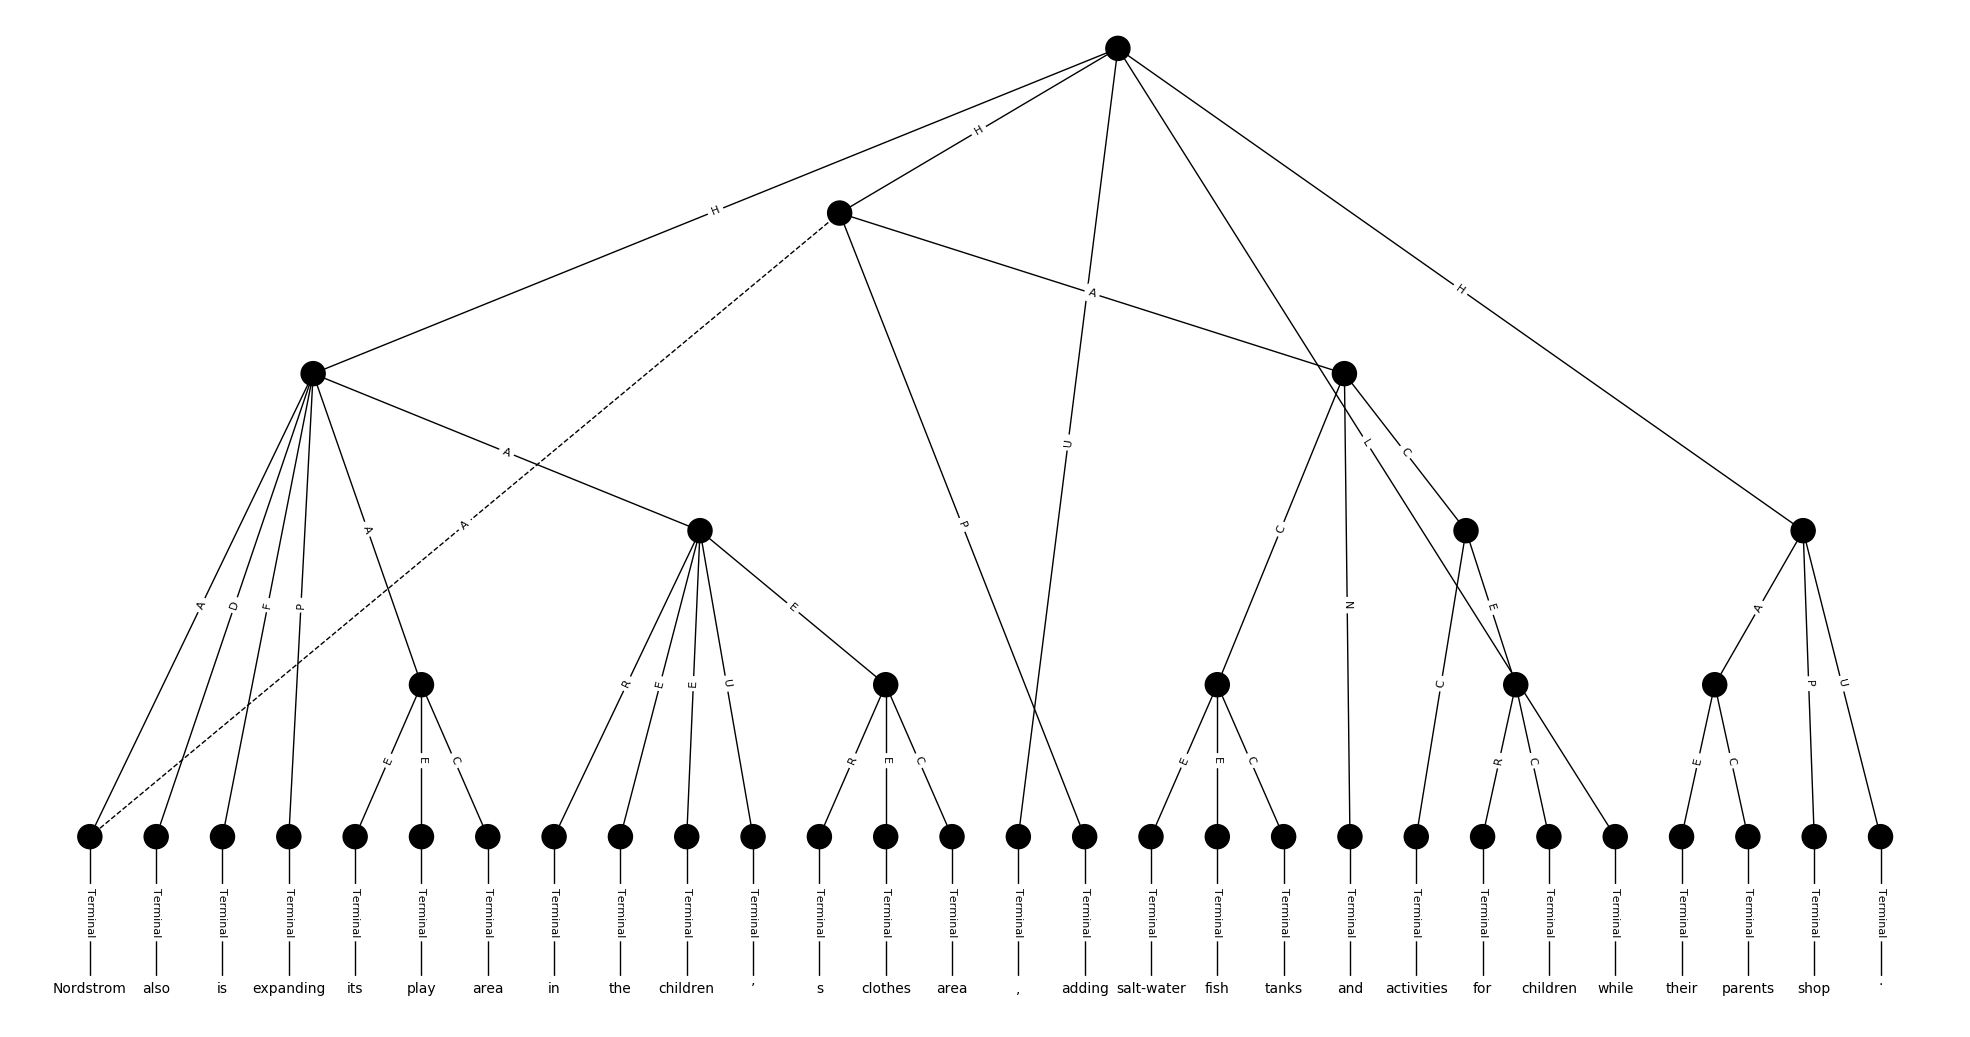 H
H
A
H
A
U
L
C
A
A
C
P
A
D
F
P
E
N
E
R
E
E
U
C
E
E
C
R
E
C
E
E
C
R
C
E
C
A
P
U
Terminal Terminal Terminal Terminal Terminal Terminal Terminal Terminal Terminal Terminal Terminal Terminal Terminal Terminal Terminal Terminal Terminal Terminal Terminal Terminal Terminal Terminal Terminal Terminal Terminal Terminal Terminal Terminal
Nordstrom also is expanding its play area in the children ’ s clothes area , adding salt-water fish tanks and activities for children while their parents shop .